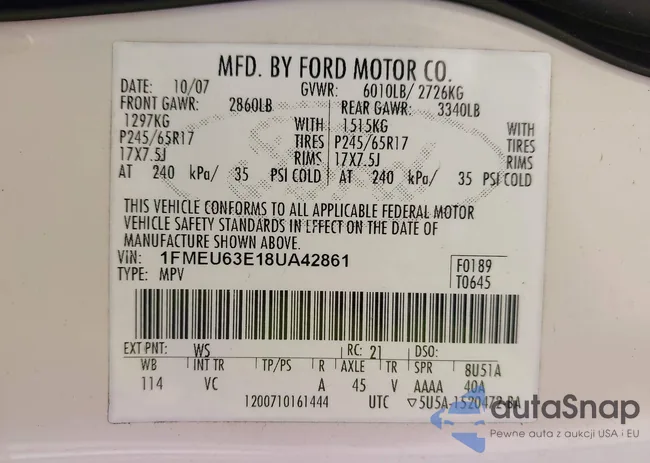 MFD. BY FORD MOTOR CO.
DATE: 10/07 GVWR: 6010LB/ 2726KG
FRONT GAWR: 2860LB REAR GAWR: 3340LB
1297KG WITH 1515KG WITH
P245/65R17 TIRES P245/65R17 TIRES
17X7.5J RIMS 17X7.5J RIMS
AT 240 kPa/ 35 PSI COLD AT 240 kPa/ 35 PSI COLD
THIS VEHICLE CONFORMS TO ALL APPLICABLE FEDERAL MOTOR
VEHICLE SAFETY STANDARDS IN EFFECT ON THE DATE OF
MANUFACTURE SHOWN ABOVE.
VIN: 1FMEU63E18UA42861 F0189
TYPE: MPV T0645
EXT PNT: WS RC: 21 DSO:
WB INT TR TP/PS R AXLE TR SPR 8U51A
114 VC A 45 V AAAA 40A
1200710161444 UTC ▽5U5A-1520472-BA
autoSnap
Pewne auta z aukcji USA i EU